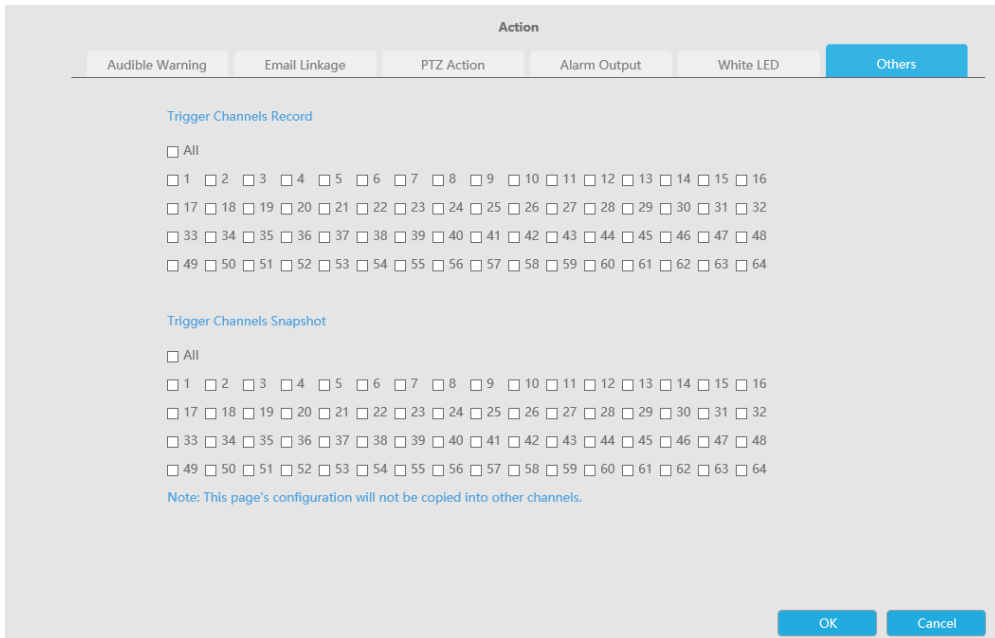 Action
Audible Warning Email Linkage PTZ Action Alarm Output White LED Others
Trigger Channels Record
All
1 2 3 4 5 6 7 8 9 10 11 12 13 14 15 16
17 18 19 20 21 22 23 24 25 26 27 28 29 30 31 32
33 34 35 36 37 38 39 40 41 42 43 44 45 46 47 48
49 50 51 52 53 54 55 56 57 58 59 60 61 62 63 64
Trigger Channels Snapshot
All
1 2 3 4 5 6 7 8 9 10 11 12 13 14 15 16
17 18 19 20 21 22 23 24 25 26 27 28 29 30 31 32
33 34 35 36 37 38 39 40 41 42 43 44 45 46 47 48
49 50 51 52 53 54 55 56 57 58 59 60 61 62 63 64
Note: This page's configuration will not be copied into other channels.
OK Cancel